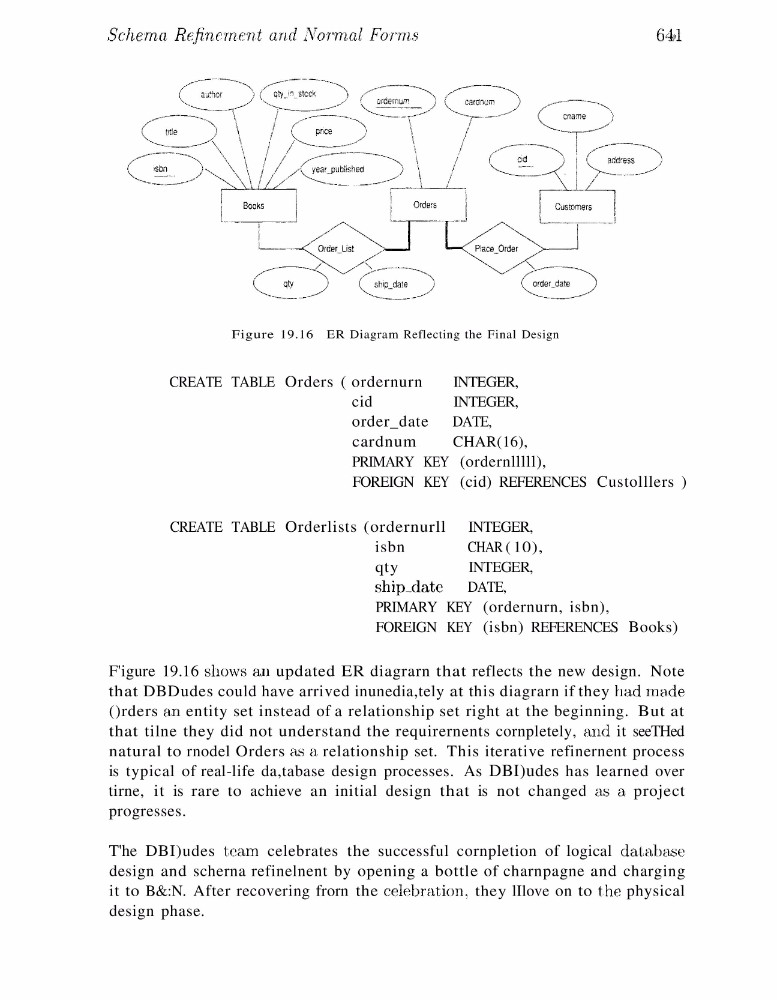 Schema Refinement and Normal Forms 641
author
qty_in_stock
ordernum
cardnum
cname
title
price
cid
address
isbn
year_published
Books
Orders
Customers
Order_List
Place_Order
qty
ship_date
order_date
Figure 19.16 ER Diagram Reflecting the Final Design
CREATE TABLE Orders ( ordernurn INTEGER,
cid INTEGER,
order_date DATE,
cardnum CHAR(16),
PRIMARY KEY (ordernlllll),
FOREIGN KEY (cid) REFERENCES Custolllers )
CREATE TABLE Orderlists (ordernurll INTEGER,
isbn CHAR ( 10),
qty INTEGER,
ship_date DATE,
PRIMARY KEY (ordernurn, isbn),
FOREIGN KEY (isbn) REFERENCES Books)
F'igure 19.16 shows an updated ER diagrarn that reflects the new design. Note
that DBDudes could have arrived inunedia,tely at this diagrarn if they had made
()rders an entity set instead of a relationship set right at the beginning. But at
that tilne they did not understand the requirernents cornpletely, and it seeTHed
natural to rnodel Orders as a relationship set. This iterative refinernent process
is typical of real-life da,tabase design processes. As DBI)udes has learned over
tirne, it is rare to achieve an initial design that is not changed as a project
progresses.
T'he DBI)udes team celebrates the successful cornpletion of logical database
design and scherna refinelnent by opening a bottle of charnpagne and charging
it to B&:N. After recovering frorn the celebration, they lllove on to the physical
design phase.